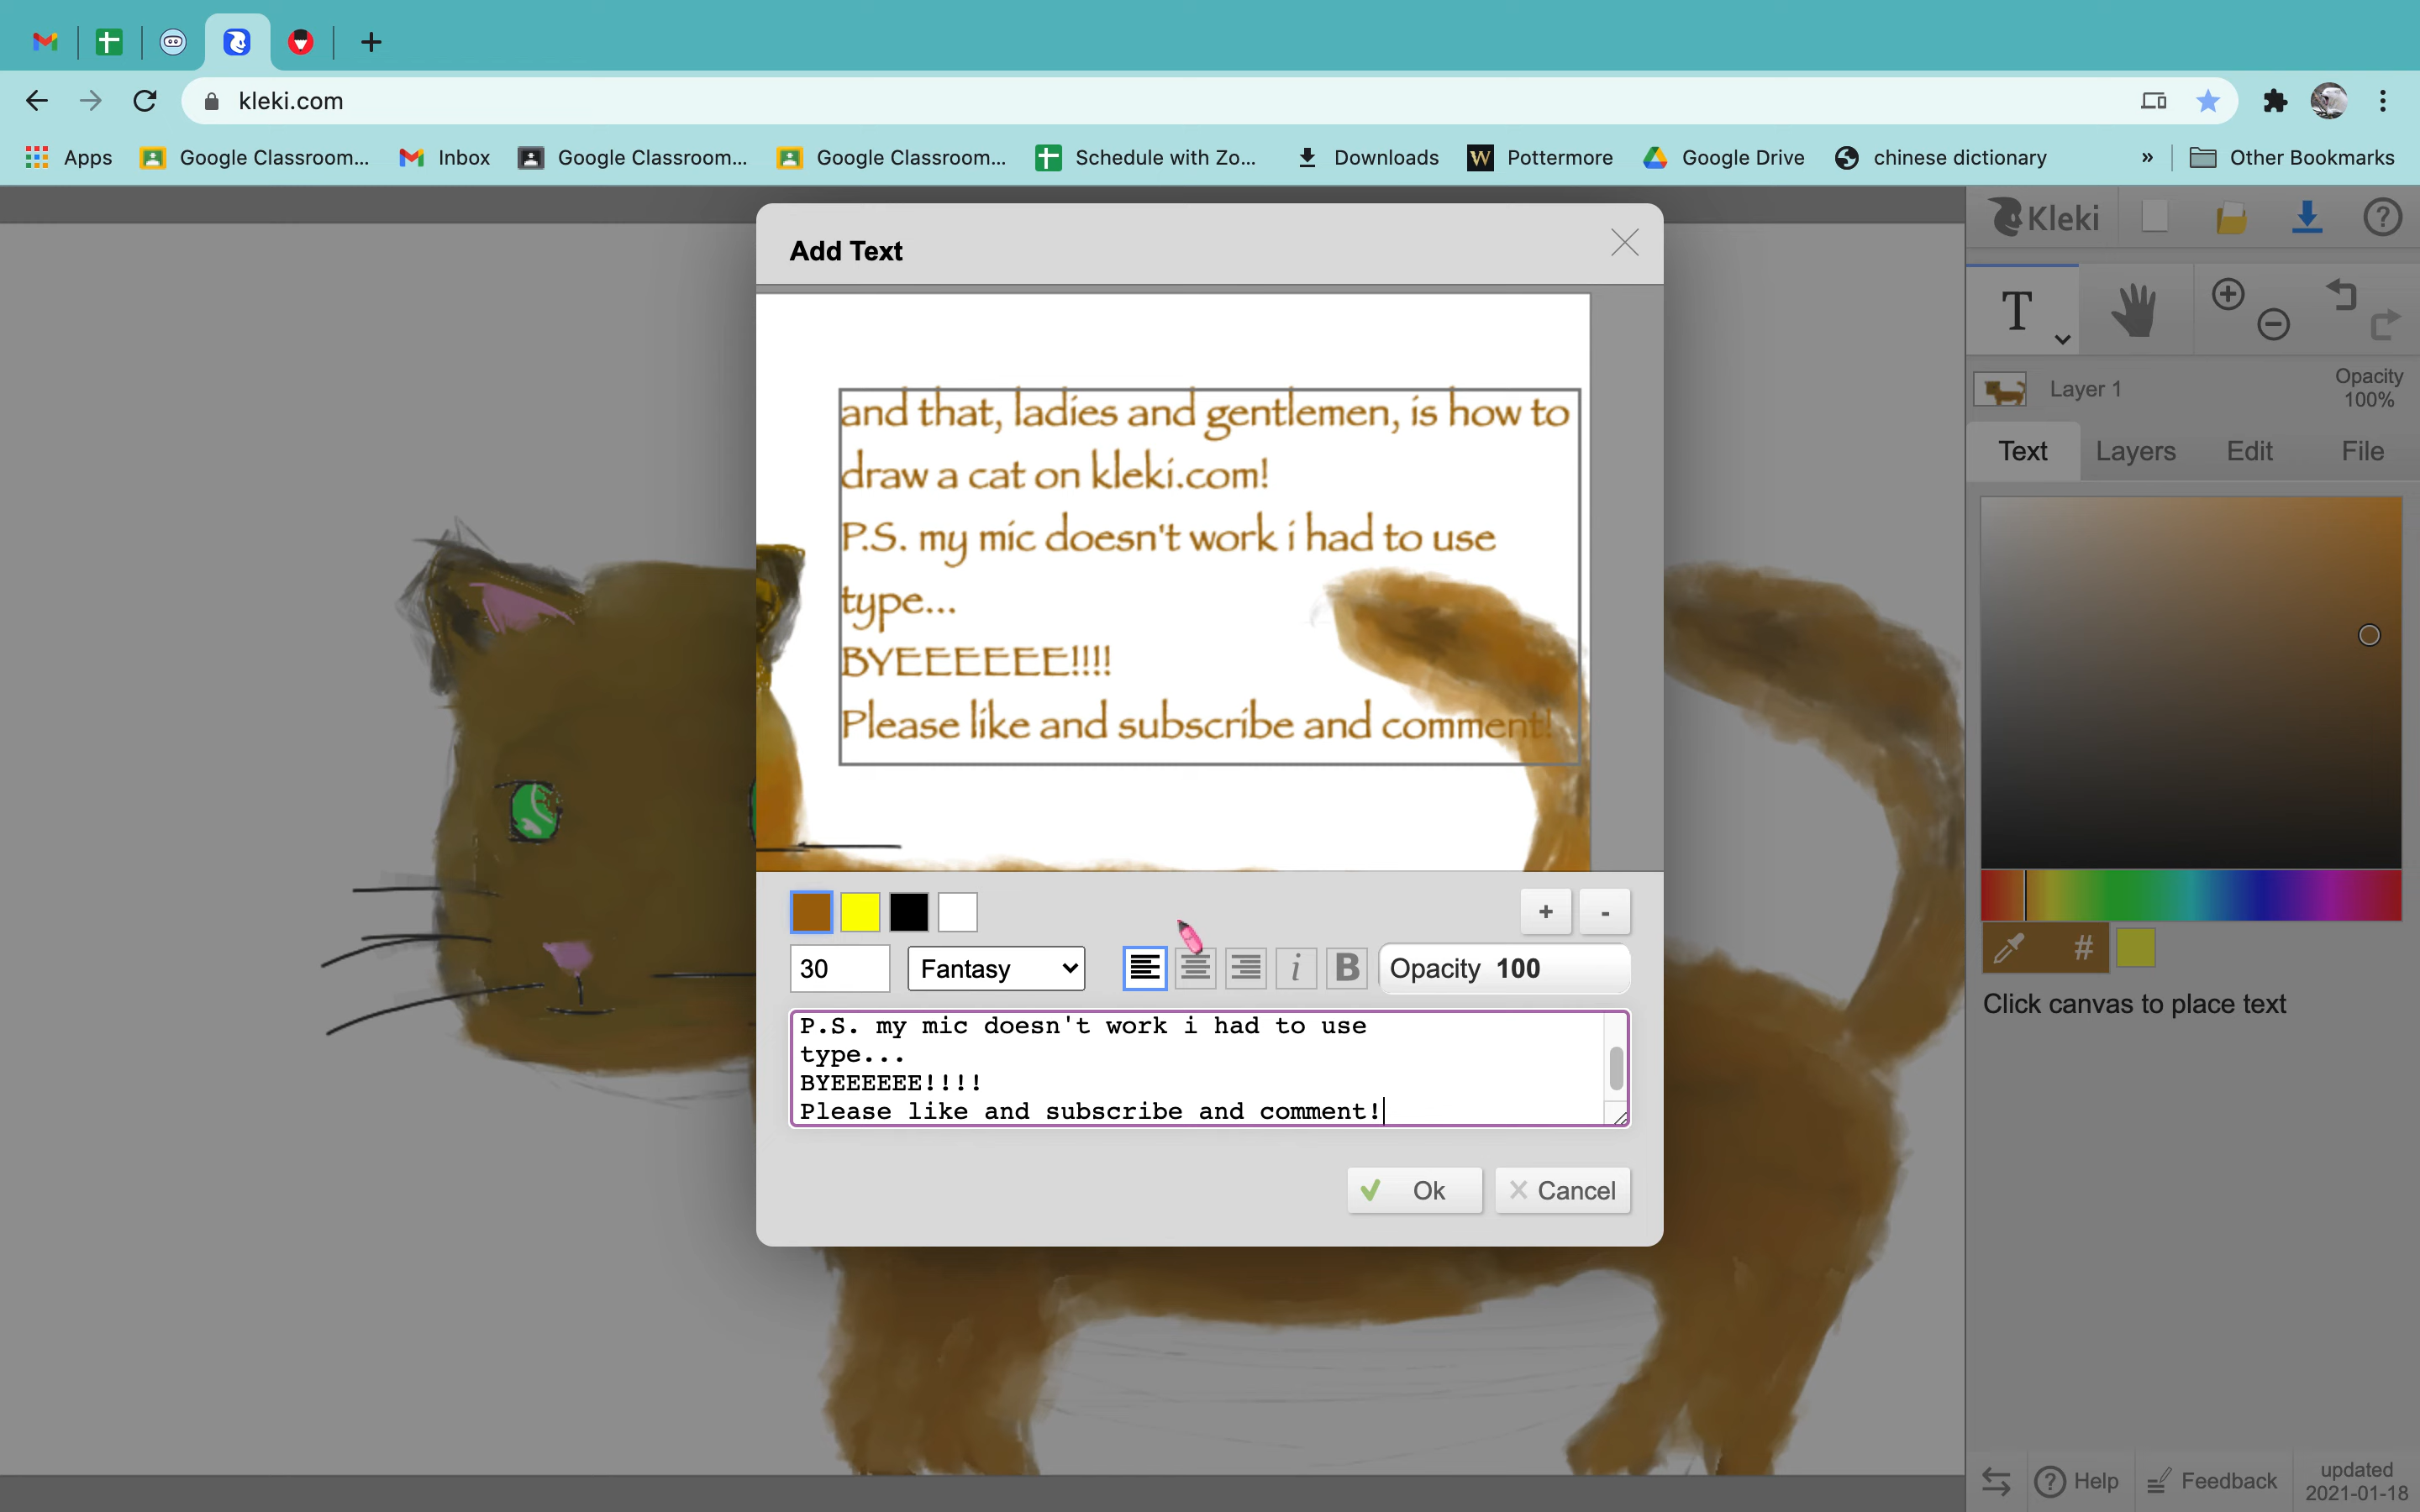 kleki.com
Apps
Google Classroom...
Inbox
Google Classroom...
Google Classroom...
Schedule with Zo...
Downloads
W
Pottermore
Google Drive
chinese dictionary
»
Other Bookmarks
Add Text
and that, ladies and gentlemen, is how to
draw a cat on kleki.com!
P.S. my mic doesn't work i had to use
type...
BYEEEEEE!!!!
Please like and subscribe and comment!
+ -
30
Fantasy
i B
Opacity 100
P.S. my mic doesn't work i had to use
type...
BYEEEEEE!!!!
Please like and subscribe and comment!
Ok
Cancel
Kleki
?
T
Layer 1
Opacity
100%
Text
Layers
Edit
File
#
Click canvas to place text
? Help
Feedback
updated
2021-01-18